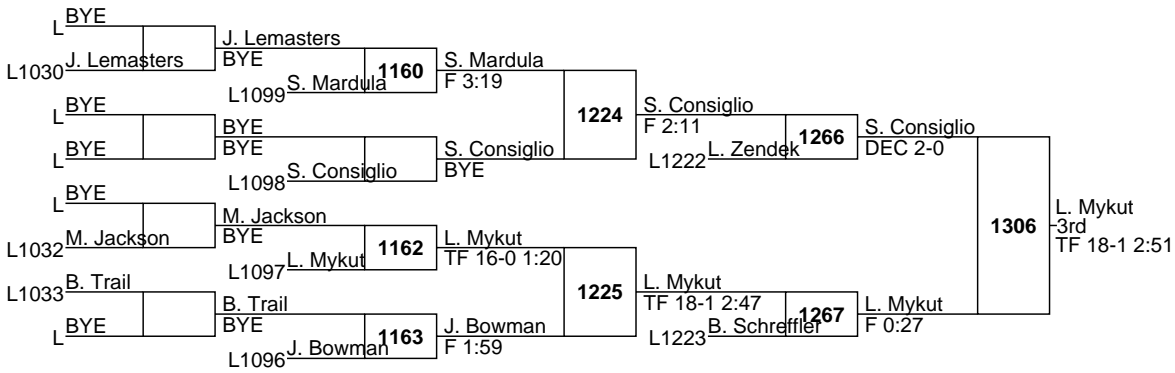 L BYE
J. Lemasters
L1030 J. Lemasters
BYE
1160
S. Mardula
L1099 S. Mardula
F 3:19
L BYE
1224
S. Consiglio
BYE
F 2:11
BYE
1266
S. Consiglio
L BYE
S. Consiglio
L1222 L. Zendek
DEC 2-0
L1098 S. Consiglio
BYE
L BYE
M. Jackson
L. Mykut
L1032 M. Jackson
BYE
1162
L. Mykut
1306
3rd
L1097 L. Mykut
TF 16-0 1:20
TF 18-1 2:51
L1033 B. Trail
1225
L. Mykut
B. Trail
TF 18-1 2:47
L. Mykut
L BYE
BYE
1163
J. Bowman
L1223 B. Schreffler
1267
F 0:27
L1096 J. Bowman
F 1:59